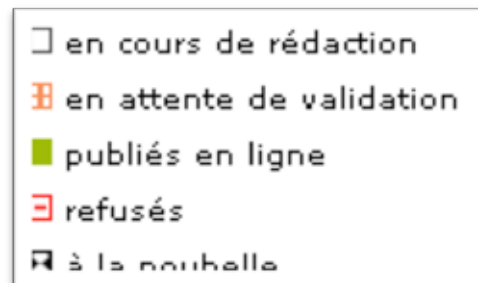 en cours de rédaction
en attente de validation
publiés en ligne
refusés
à la poubelle